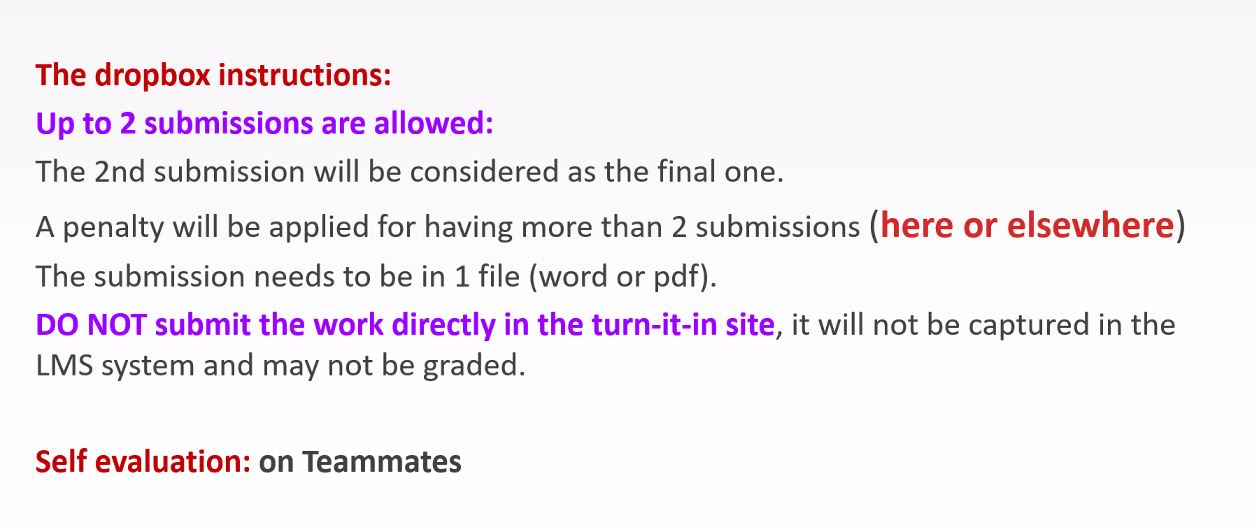 The dropbox instructions:
Up to 2 submissions are allowed:
The 2nd submission will be considered as the final one.
A penalty will be applied for having more than 2 submissions (here or elsewhere)
The submission needs to be in 1 file (word or pdf).
DO NOT submit the work directly in the turn-it-in site, it will not be captured in the
LMS system and may not be graded.
Self evaluation: on Teammates